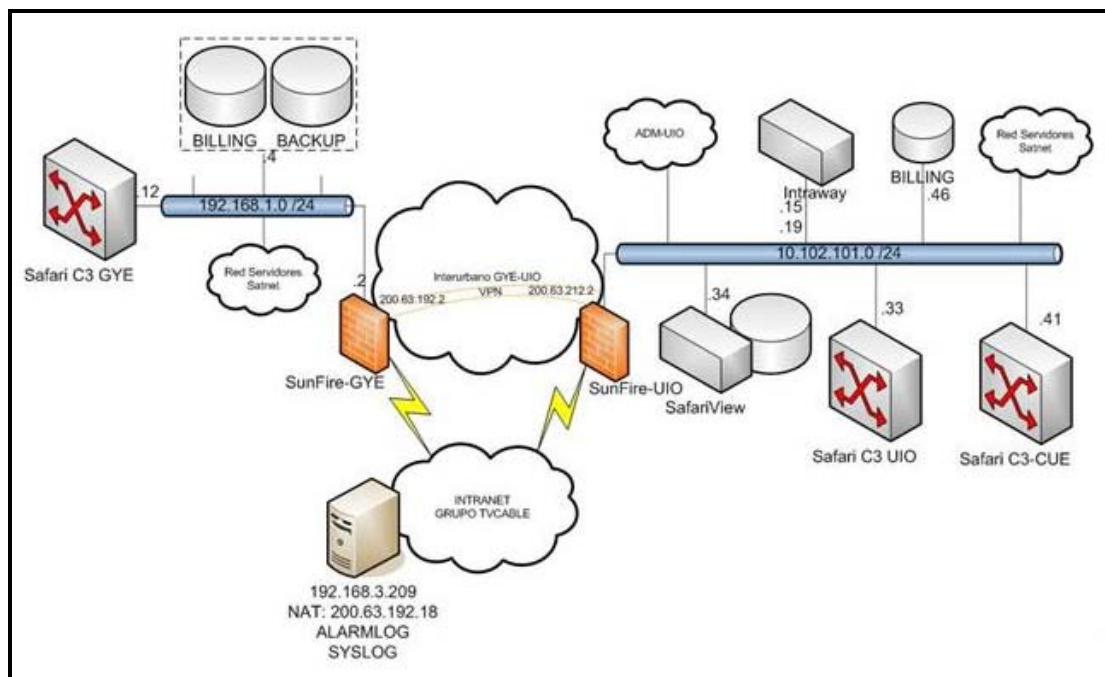 BILLING
BACKUP
.4
.12
192.168.1.0 /24
Safari C3 GYE
Red Servidores
Satnet
.2
SunFire-GYE
Interurbano GYE-UIO
VPN
200.63.192.2
200.63.212.2
SunFire-UIO
ADM-UIO
Intraway
.15
.19
BILLING
.46
Red Servidores
Satnet
10.102.101.0 /24
.34
SafariView
.33
Safari C3 UIO
.41
Safari C3-CUE
INTRANET
GRUPO TVCABLE
192.168.3.209
NAT: 200.63.192.18
ALARMLOG
SYSLOG